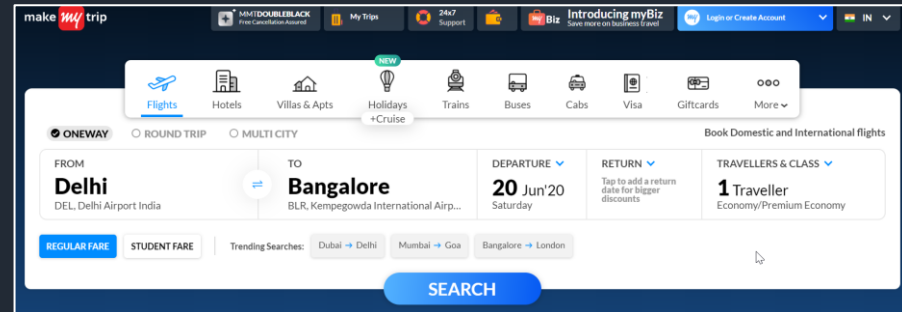 make my trip
MMTDOUBLEBLACK
Free Cancellation Assured
My Trips
24x7
Support
Biz
Introducing myBiz
Save more on business travel
my
Login or Create Account
IN
NEW
Flights
Hotels
Villas & Apts
Holidays
+Cruise
Trains
Buses
Cabs
Visa
Giftcards
More
ONEWAY
ROUND TRIP
MULTI CITY
Book Domestic and International flights
FROM
Delhi
DEL, Delhi Airport India
TO
Bangalore
BLR, Kempegowda International Airp...
DEPARTURE
20 Jun'20
Saturday
RETURN
Tap to add a return
date for bigger
discounts
TRAVELLERS & CLASS
1 Traveller
Economy/Premium Economy
REGULAR FARE
STUDENT FARE
Trending Searches:
Dubai → Delhi
Mumbai → Goa
Bangalore → London
SEARCH